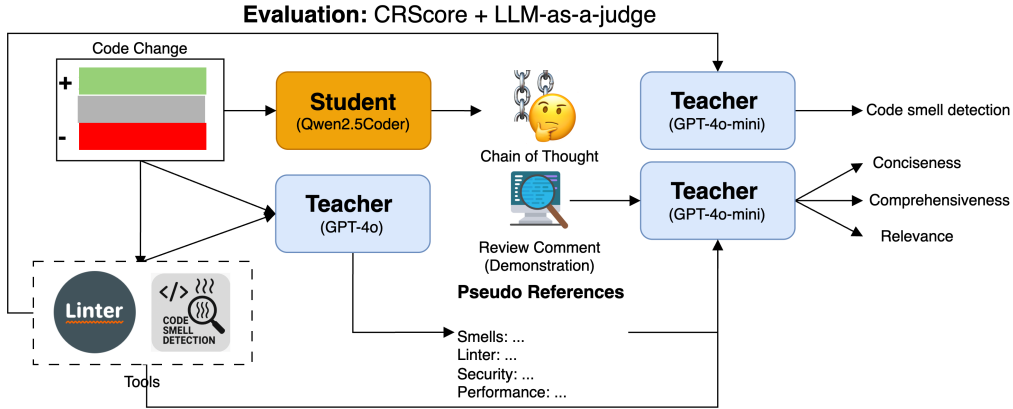 Evaluation: CRScore + LLM-as-a-judge
Code Change
+
-
Student
(Qwen2.5Coder)
Chain of Thought
Teacher
(GPT-4o-mini)
Code smell detection
Teacher
(GPT-4o)
Review Comment
(Demonstration)
Teacher
(GPT-4o-mini)
Conciseness
Comprehensiveness
Relevance
Linter
</>
CODE
SMELL
DETECTION
Tools
Pseudo References
Smells: ...
Linter: ...
Security: ...
Performance: ...